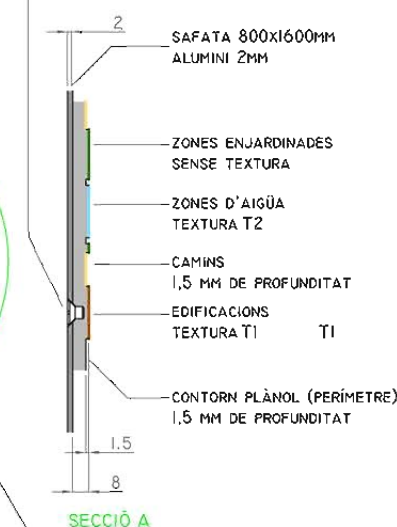 2
SAFATA 800X1600MM
ALUMINI 2MM
ZONES ENJARDINADES
SENSE TEXTURA
ZONES D'AIGÜA
TEXTURA T2
CAMINS
1,5 MM DE PROFUNDITAT
EDIFICACIONS
TEXTURA T1 T1
CONTORN PLÀNOL (PERÍMETRE)
1,5 MM DE PROFUNDITAT
1.5
8
SECCIÓ A